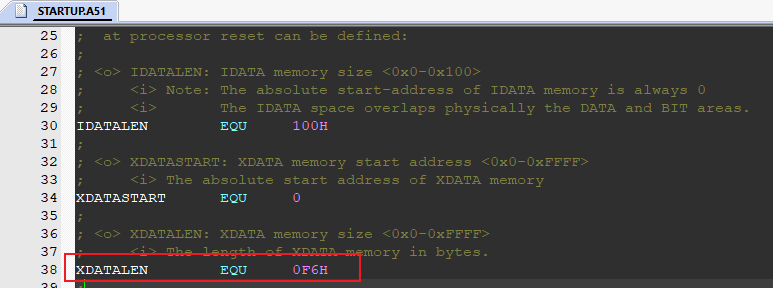 STARTUP.A51
25 ;  at processor reset can be defined:
26 ;
27 ; <o> IDATALEN: IDATA memory size <0x0-0x100>
28 ;     <i> Note: The absolute start-address of IDATA memory is always 0
29 ;     <i>       The IDATA space overlaps physically the DATA and BIT areas.
30 IDATALEN        EQU     100H
31 ;
32 ; <o> XDATASTART: XDATA memory start address <0x0-0xFFFF>
33 ;     <i> The absolute start address of XDATA memory
34 XDATASTART      EQU     0
35 ;
36 ; <o> XDATALEN: XDATA memory size <0x0-0xFFFF>
37 ;     <i> The length of XDATA memory in bytes.
38 XDATALEN        EQU     0F6H
39 ;